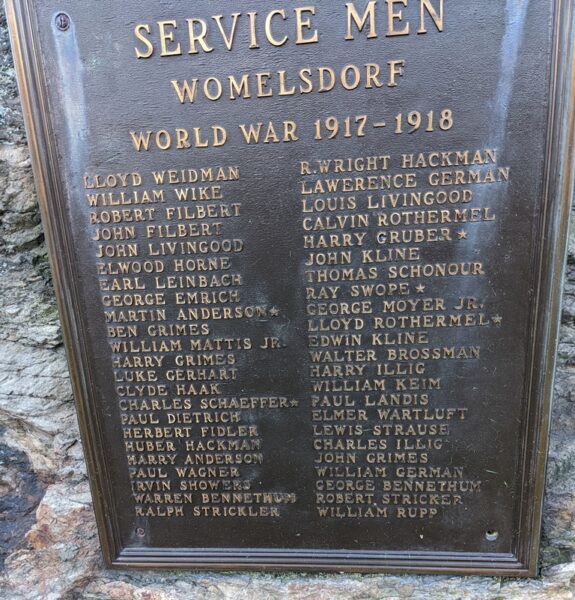 SERVICE MEN
WOMELSDORF
WORLD WAR 1917-1918
LLOYD WEIDMAN
WILLIAM WIKE
ROBERT FILBERT
JOHN FILBERT
JOHN LIVINGOOD
ELWOOD HORNE
EARL LEINBACH
GEORGE EMRICH
MARTIN ANDERSON★
BEN GRIMES
WILLIAM MATTIS JR.
HARRY GRIMES
LUKE GERHART
CLYDE HAAK
CHARLES SCHAEFFER★
PAUL DIETRICH
HERBERT FIDLER
HUBER HACKMAN
HARRY ANDERSON
PAUL WAGNER
IRVIN SHOWERS
WARREN BENNETHUM
RALPH STRICKLER
R. WRIGHT HACKMAN
LAWERENCE GERMAN
LOUIS LIVINGOOD
CALVIN ROTHERMEL
HARRY GRUBER★
JOHN KLINE
THOMAS SCHONOUR
RAY SWOPE★
GEORGE MOYER JR.
LLOYD ROTHERMEL★
EDWIN KLINE
WALTER BROSSMAN
HARRY ILLIG
WILLIAM KEIM
PAUL LANDIS
ELMER WARTLUFT
LEWIS STRAUSE
CHARLES ILLIG
JOHN GRIMES
WILLIAM GERMAN
GEORGE BENNETHUM
ROBERT STRICKER
WILLIAM RUPP